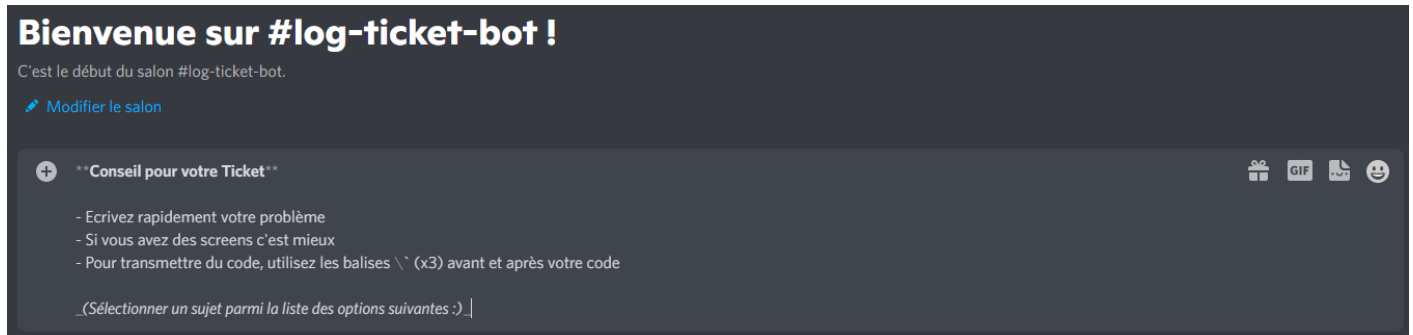 Bienvenue sur #log-ticket-bot !
C'est le début du salon #log-ticket-bot.
Modifier le salon
**Conseil pour votre Ticket**
GIF
- Ecrivez rapidement votre problème
- Si vous avez des screens c'est mieux
- Pour transmettre du code, utilisez les balises \` (x3) avant et après votre code
_(Sélectionner un sujet parmi la liste des options suivantes :)_